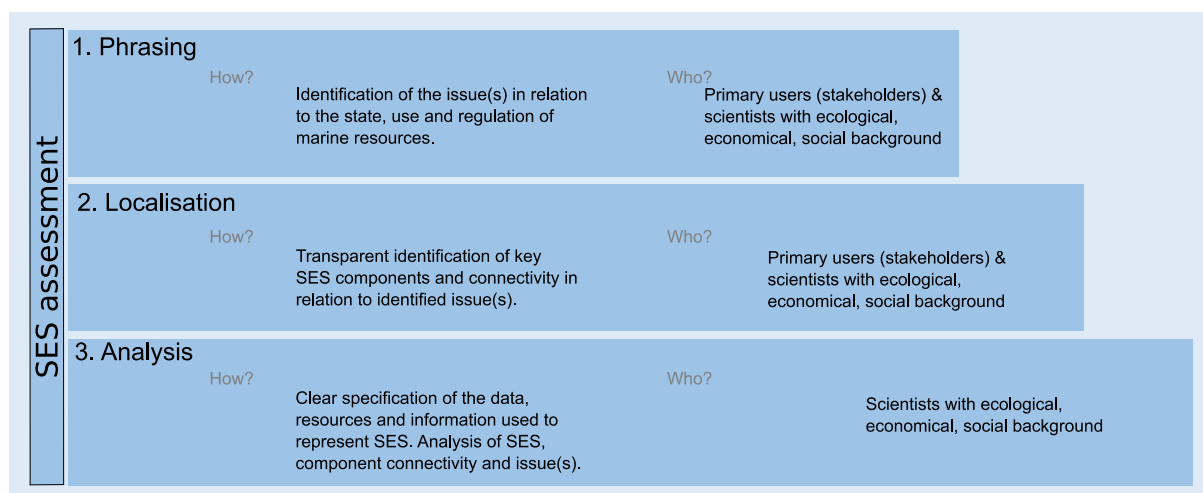 SES assessment
1. Phrasing
How?
Identification of the issue(s) in relation
to the state, use and regulation of
marine resources.
Who?
Primary users (stakeholders) &
scientists with ecological,
economical, social background
2. Localisation
How?
Transparent identification of key
SES components and connectivity in
relation to identified issue(s).
Who?
Primary users (stakeholders) &
scientists with ecological,
economical, social background
3. Analysis
How?
Clear specification of the data,
resources and information used to
represent SES. Analysis of SES,
component connectivity and issue(s).
Who?
Scientists with ecological,
economical, social background